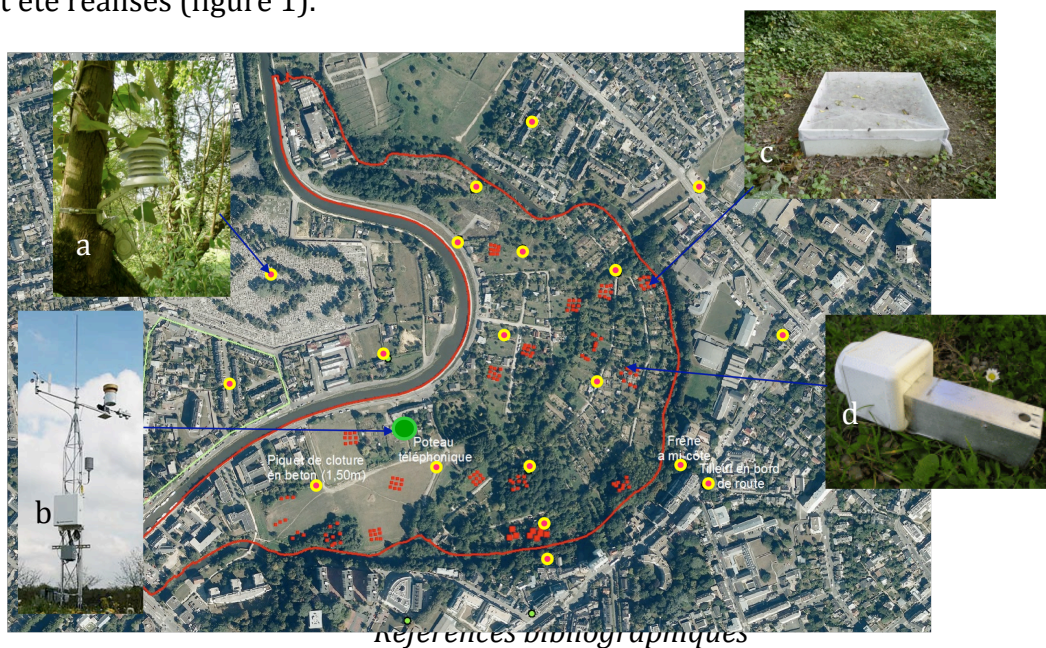 t été réalisés (figure 1).
a
c
b
d
Poteau
téléphonique
Piquet de cloture
en beton (1,50m)
Frêne
a mi côte
Tilleul en bord
de route
Références bibliographiques